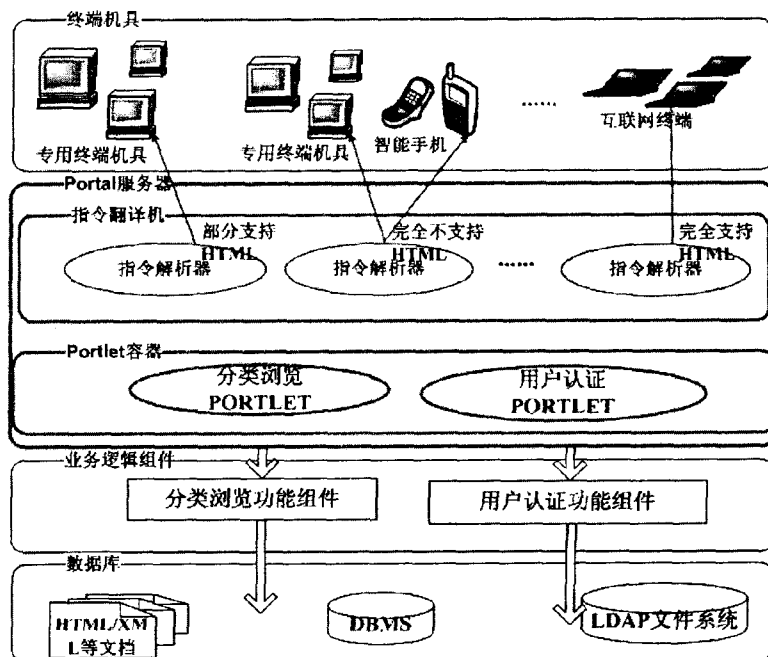 终端机具
专用终端机具
专用终端机具
智能手机
......
互联网终端
Portal服务器
指令翻译机
部分支持
HTML
完全不支持
HTML
完全支持
HTML
指令解析器
指令解析器
......
指令解析器
Portlet容器
分类浏览
PORTLET
用户认证
PORTLET
业务逻辑组件
分类浏览功能组件
用户认证功能组件
数据库
HTML/XM
L等文档
DBMS
LDAP文件系统